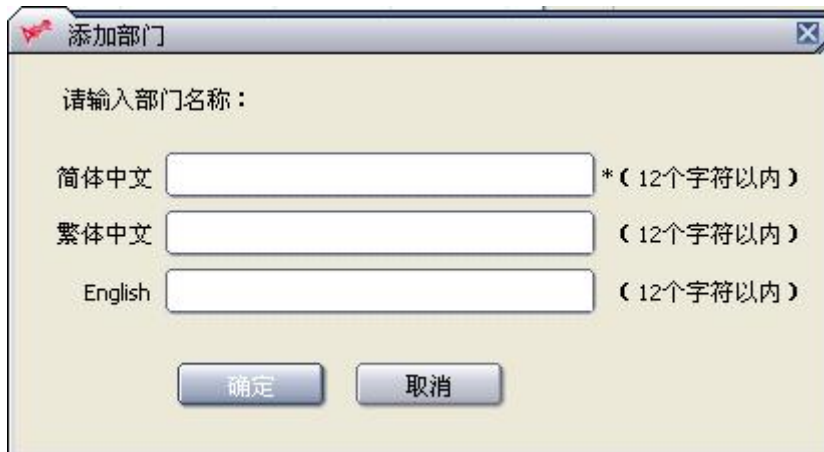 添加部门
请输入部门名称：
简体中文 *（12个字符以内）
繁体中文 （12个字符以内）
English （12个字符以内）
确定 取消